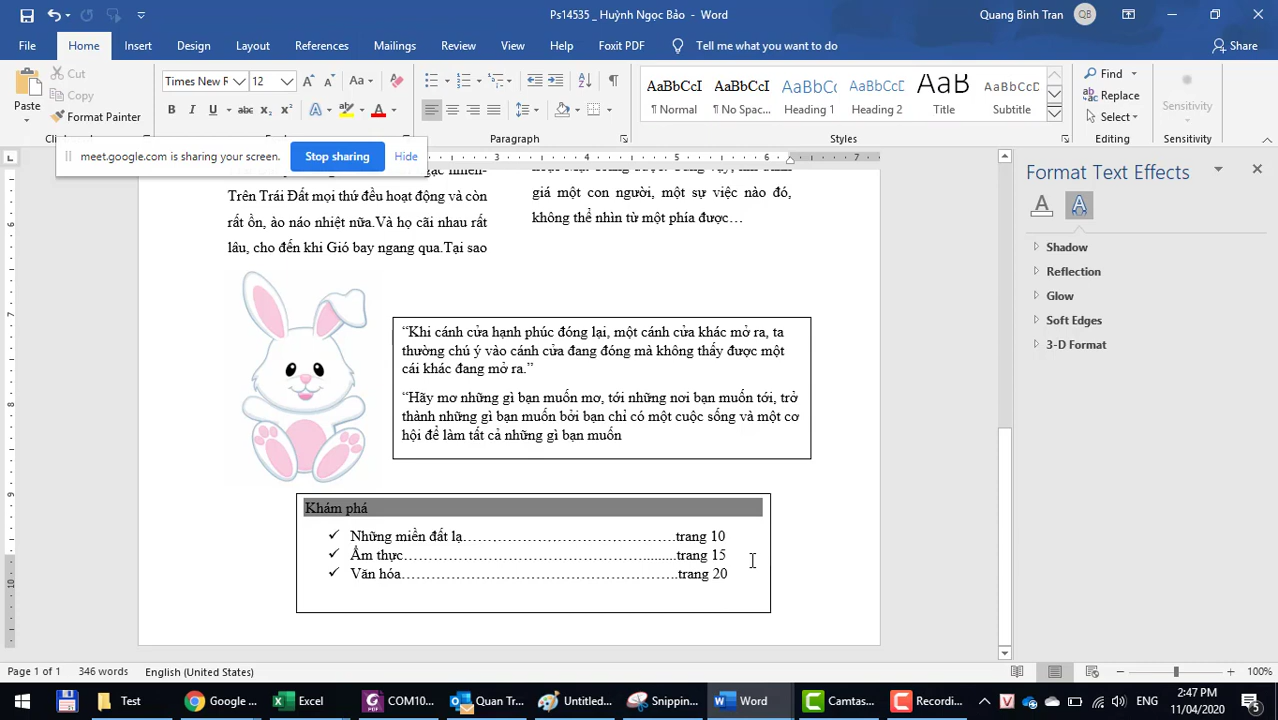 Ps14535 _ Huỳnh Ngọc Bảo - Word
Quang Binh Tran
QB
File
Home
Insert
Design
Layout
References
Mailings
Review
View
Help
Foxit PDF
Tell me what you want to do
Share
Paste
Cut
Copy
Format Painter
Times New R
12
Aa
B I U abc x₂ x²
AaBbCcI
¶ Normal
AaBbCcI
¶ No Spac...
AaBbCcI
Heading 1
AaBbCcI
Heading 2
AaB
Title
AaBbCcI
Subtitle
Find
Replace
Select
Sensitivity
Paragraph
Styles
Editing
Sensitivity
meet.google.com is sharing your screen.
Stop sharing
Hide
Trên Trái Đất mọi thứ đều hoạt động và còn
rất ồn, ào náo nhiệt nữa.Và họ cãi nhau rất
lâu, cho đến khi Gió bay ngang qua.Tại sao
giá một con người, một sự việc nào đó,
không thể nhìn từ một phía được…
“Khi cánh cửa hạnh phúc đóng lại, một cánh cửa khác mở ra, ta
thường chú ý vào cánh cửa đang đóng mà không thấy được một
cái khác đang mở ra.”
“Hãy mơ những gì bạn muốn mơ, tới những nơi bạn muốn tới, trở
thành những gì bạn muốn bởi bạn chỉ có một cuộc sống và một cơ
hội để làm tất cả những gì bạn muốn
Khám phá
✓ Những miền đất lạ…………………………………….trang 10
✓ Ẩm thực…………………………………………........trang 15
✓ Văn hóa………………………………………………..trang 20
Format Text Effects
Shadow
Reflection
Glow
Soft Edges
3-D Format
Page 1 of 1
346 words
English (United States)
100%
Test
Google ...
Excel
COM10...
Quan Tr...
Untitled...
Snippin...
Word
Camtas...
Recordi...
ENG
2:47 PM
11/04/2020
5